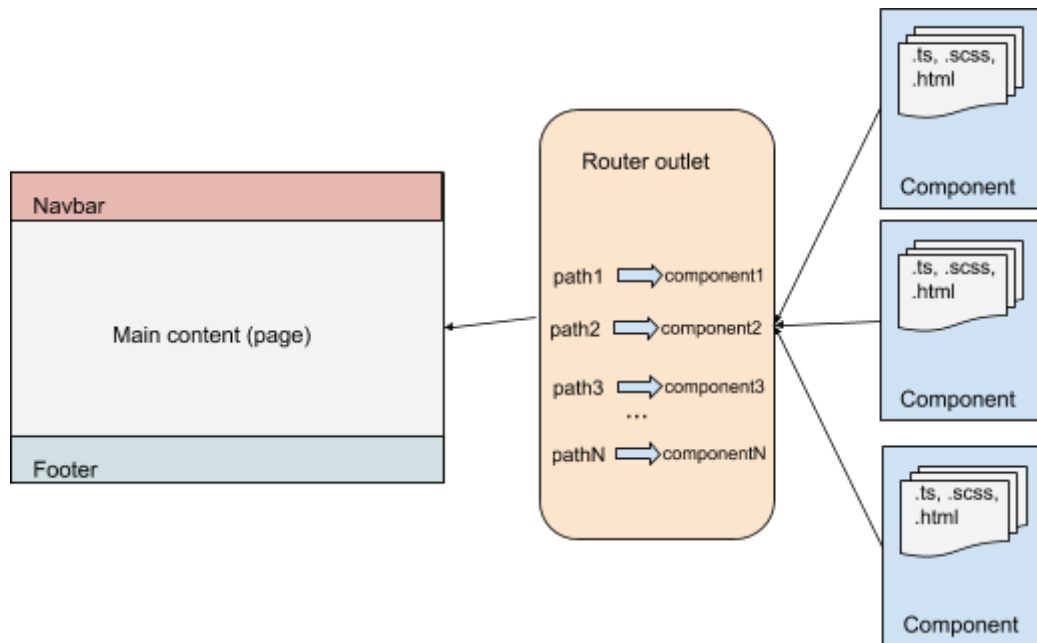 Navbar
Main content (page)
Footer
Router outlet
path1 component1
path2 component2
path3 component3
...
pathN componentN
.ts, .scss,
.html
Component
.ts, .scss,
.html
Component
.ts, .scss,
.html
Component